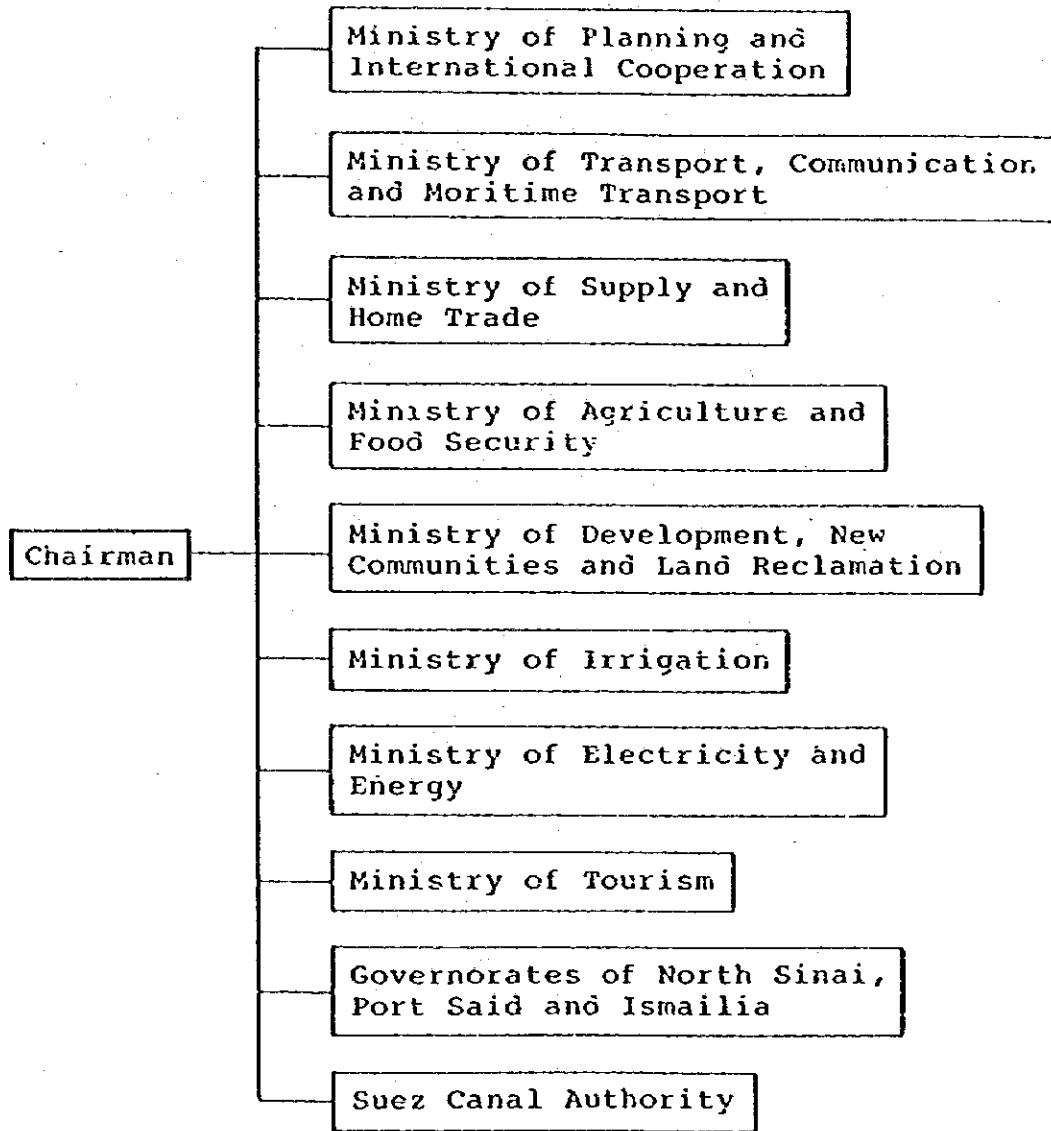 Ministry of Planning and
International Cooperation
Ministry of Transport, Communication
and Moritime Transport
Ministry of Supply and
Home Trade
Ministry of Agriculture and
Food Security
Chairman
Ministry of Development, New
Communities and Land Reclamation
Ministry of Irrigation
Ministry of Electricity and
Energy
Ministry of Tourism
Governorates of North Sinai,
Port Said and Ismailia
Suez Canal Authority